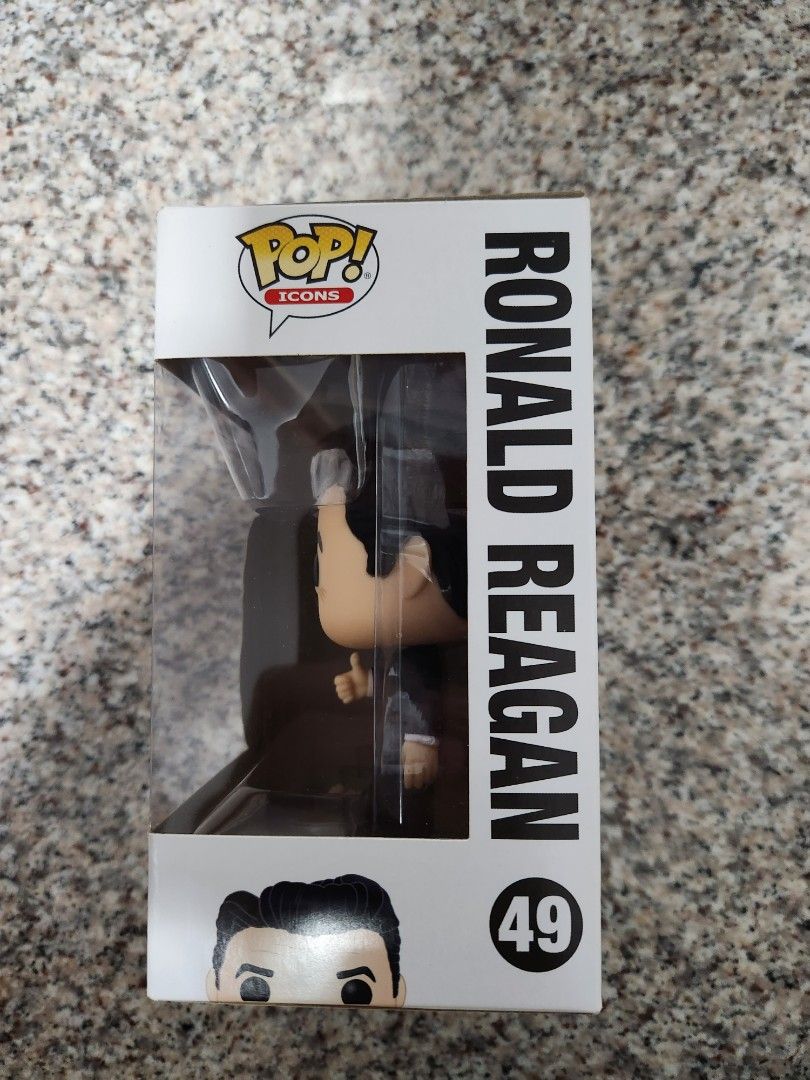 POP!®
ICONS
RONALD REAGAN
49